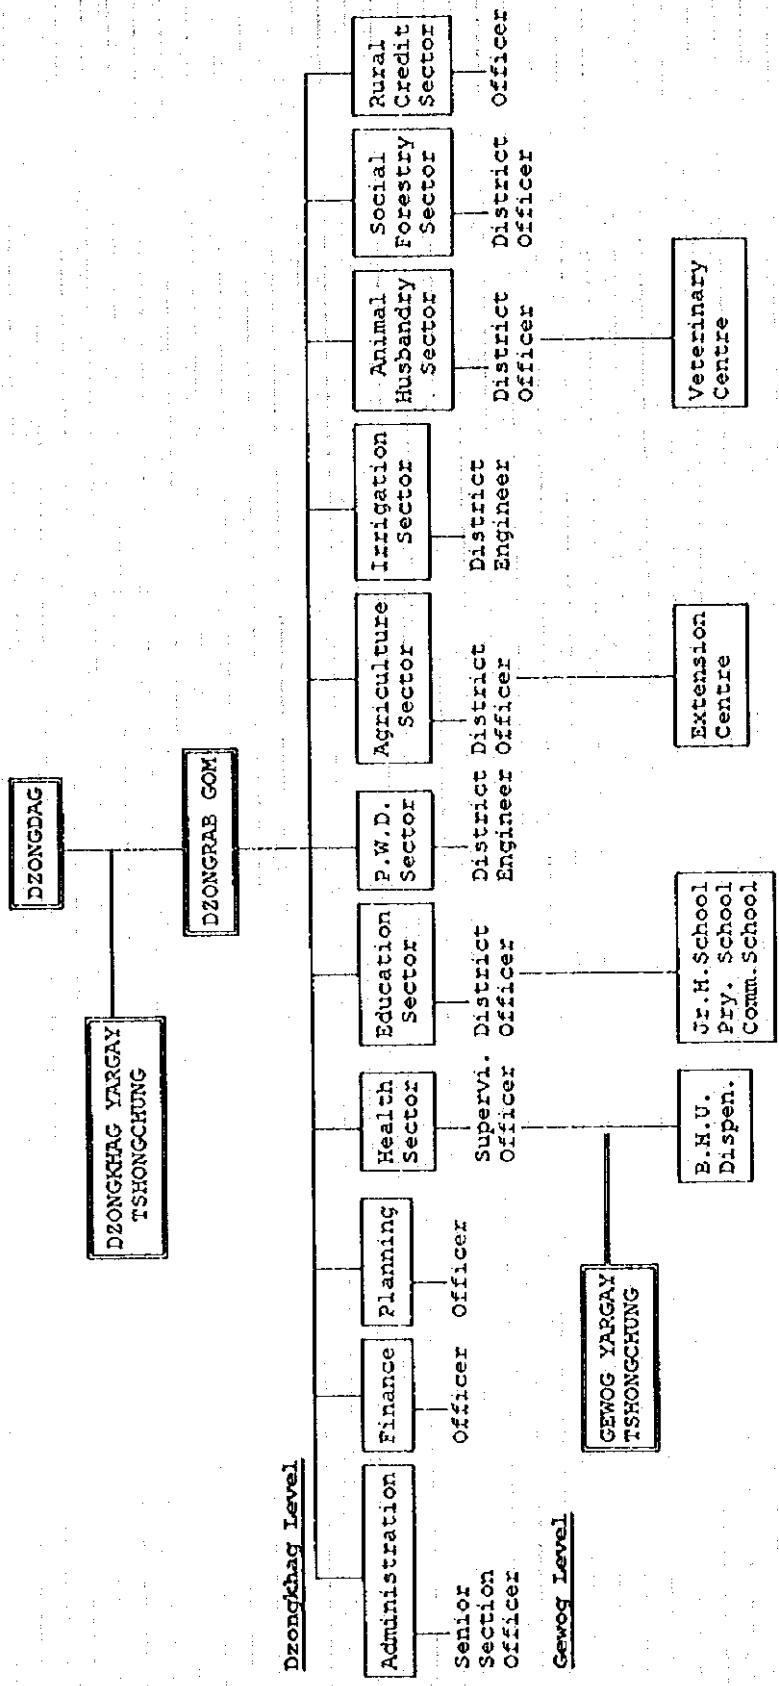 DZONGDAG
DZONGKHAG YARGAY
TSHONGCHUNG
DZONGRAB GOM
Dzongkhag Level
Administration
Senior
Section
Officer
Finance
Officer
Planning
Officer
Health
Sector
Supervi.
Officer
Education
Sector
District
Officer
P.W.D.
Sector
District
Engineer
Agriculture
Sector
District
Officer
Irrigation
Sector
District
Engineer
Animal
Husbandry
Sector
District
Officer
Social
Forestry
Sector
District
Officer
Rural
Credit
Sector
Officer
Gewog Level
GEWOG YARGAY
TSHONGCHUNG
B.H.U.
Dispen.
Jr.H.School
Pry. School
Comm.School
Extension
Centre
Veterinary
Centre